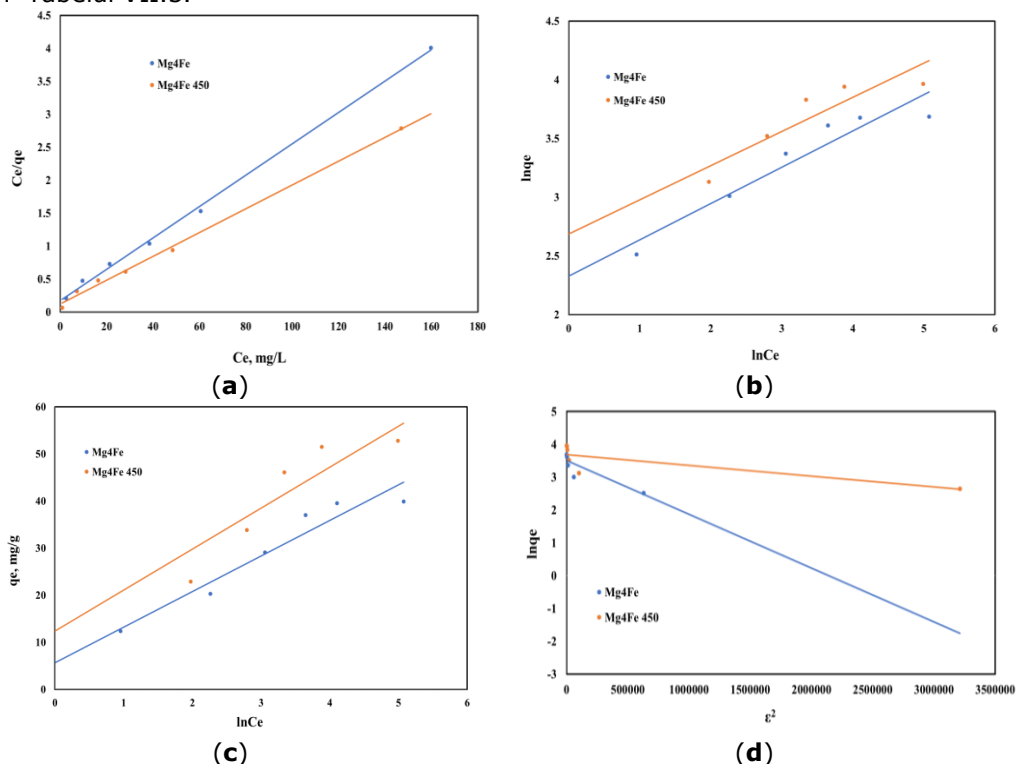 Tabelar VII.3.
4.5
4
3.5
3
2.5
2
1.5
1
0.5
0
Ce/qe
Mg4Fe
Mg4Fe 450
0 20 40 60 80 100 120 140 160 180
Ce, mg/L
(a)
4.5
4
3.5
3
2.5
2
lnqe
Mg4Fe
Mg4Fe 450
0 1 2 3 4 5 6
lnCe
(b)
60
50
40
30
20
10
0
qe, mg/g
Mg4Fe
Mg4Fe 450
0 1 2 3 4 5 6
lnCe
(c)
5
4
3
2
1
0
-1
-2
-3
lnqe
Mg4Fe
Mg4Fe 450
0 500000 1000000 1500000 2000000 2500000 3000000 3500000
ε²
(d)